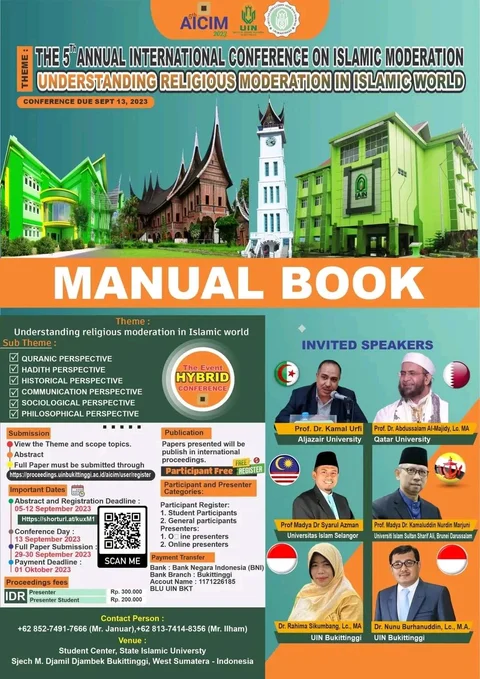 AICIM
2022
UIN
THEME :
THE 5th ANNUAL INTERNATIONAL CONFERENCE ON ISLAMIC MODERATION
UNDERSTANDING RELIGIOUS MODERATION IN ISLAMIC WORLD
CONFERENCE DUE SEPT 13, 2023
MANUAL BOOK
Theme :
Understanding religious moderation in Islamic world
Sub Theme :
QURANIC PERSPECTIVE
HADITH PERSPECTIVE
HISTORICAL PERSPECTIVE
COMMUNICATION PERSPECTIVE
SOCIOLOGICAL PERSPECTIVE
PHILOSOPHICAL PERSPECTIVE
The Event
HYBRID
CONFERENCE
Submission
View the Theme and scope topics.
Abstract
Full Paper must be submitted through
https://proceedings.uinbukittinggi.ac.id/aicim/user/register
Important Dates
Abstract and Registration Deadline :
05-12 September 2023
https://shorturl.at/kuxM1
Conference Day :
13 September 2023
Full Paper Submission :
29-30 September 2023
Payment Deadline :
01 Oktober 2023
SCAN ME
Proceedings fees
IDR
Presenter Rp. 300.000
Presenter Student Rp. 200.000
Publication
Papers presented will be
publish in international
proceedings.
Participant Free
FREE
REGISTER
Participant and Presenter
Categories:
Participant Register:
1. Student Participants
2. General participants
Presenters:
1. O ine presenters
2. Online presenters
Payment Transfer
Bank : Bank Negara Indonesia (BNI)
Bank Branch : Bukittinggi
Accout Name : 1171226185
BLU UIN BKT
Contact Person :
+62 852-7491-7666 (Mr. Januar),+62 813-7414-8356 (Mr. Ilham)
Venue :
Student Center, State Islamic Universty
Sjech M. Djamil Djambek Bukittinggi, West Sumatera - Indonesia
INVITED SPEAKERS
Prof. Dr. Kamal Urfi
Aljazair University
Prof. Dr. Abdussalam Al-Majidy, Lc. MA
Qatar University
Prof Madya Dr Syarul Azman
Universitas Islam Selangor
Prof. Madya Dr. Kamaluddin Nurdin Marjuni
Universiti Islam Sultan Sharif Ali, Brunei Danussalam
Dr. Rahima Sikumbang, Lc, MA
UIN Bukittinggi
Dr. Nunu Burhanuddin, Lc., M.A.
UIN Bukittinggi